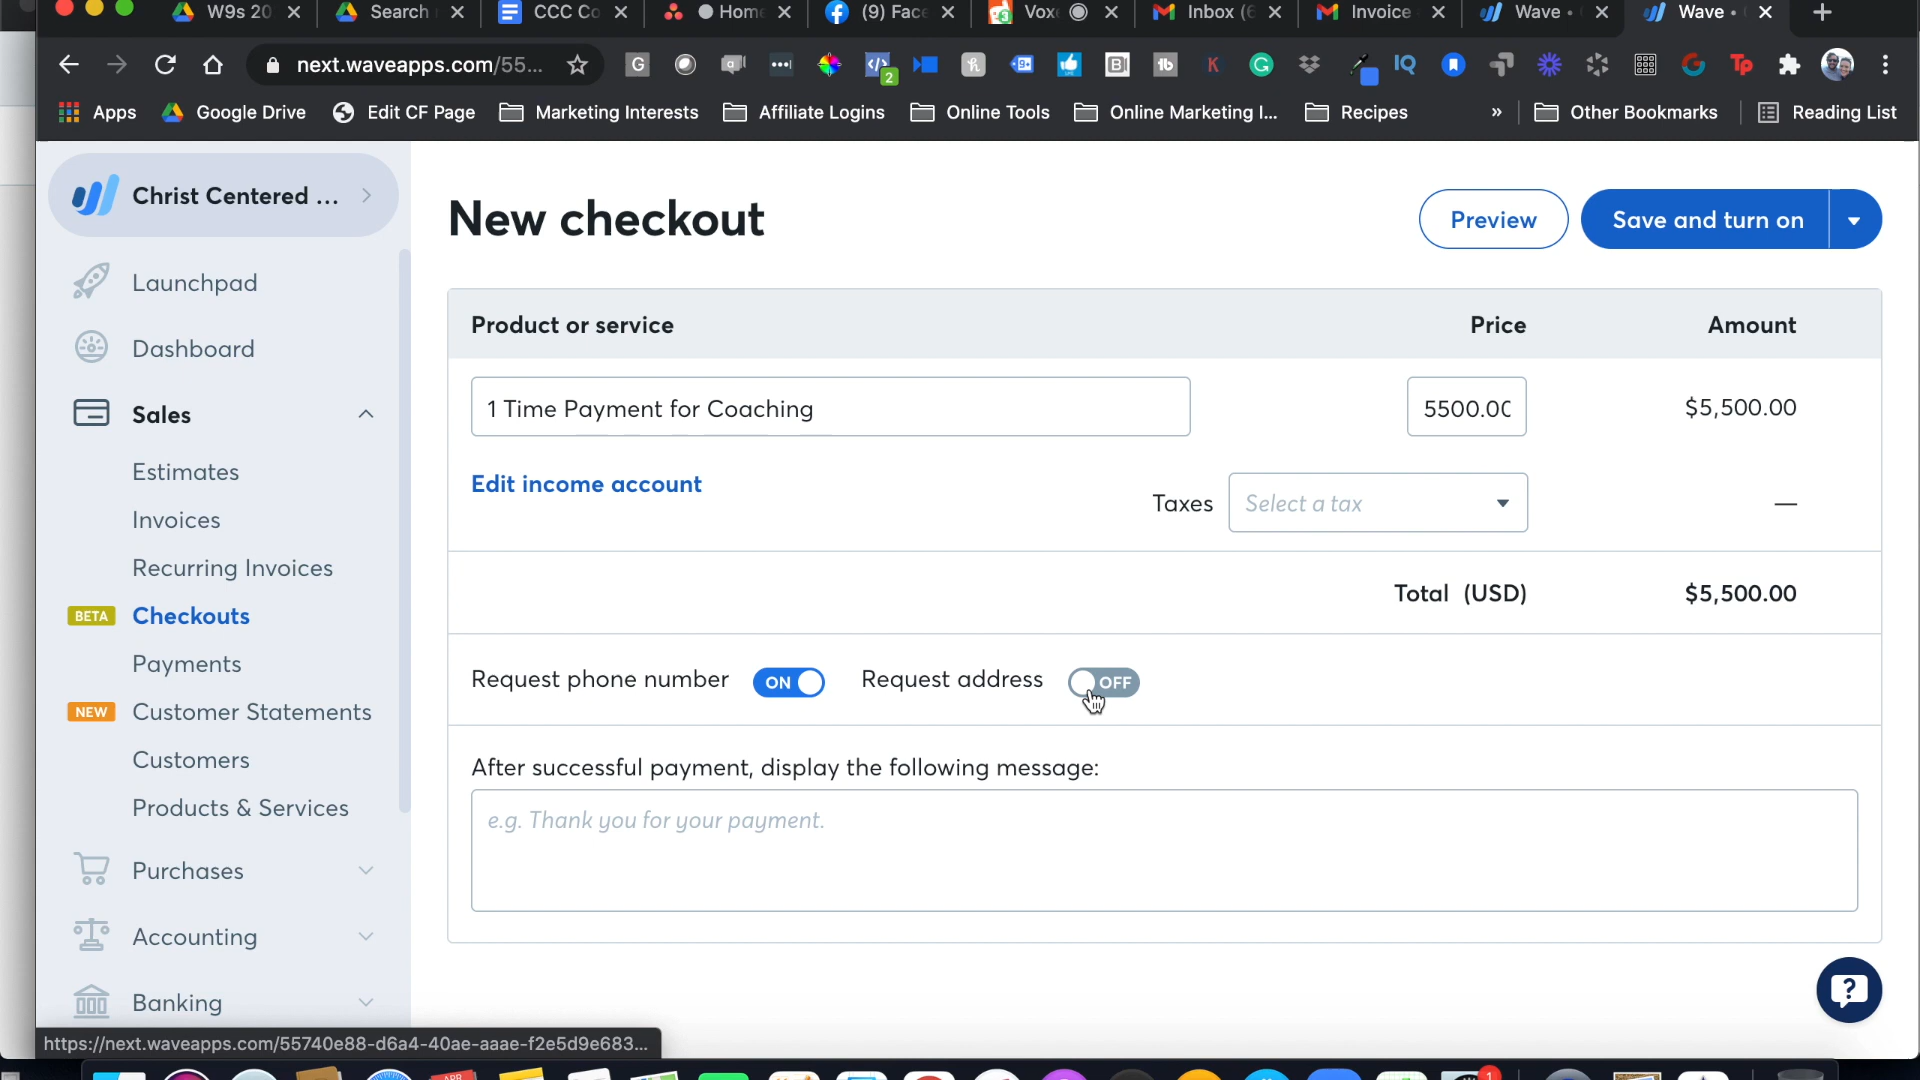 W9s 20
Search
CCC Co
Home
(9) Face
Vox
Inbox (6
Invoice
Wave •
Wave •
next.waveapps.com/55...
2
Apps
Google Drive
Edit CF Page
Marketing Interests
Affiliate Logins
Online Tools
Online Marketing I...
Recipes
»
Other Bookmarks
Reading List
Christ Centered ...
Launchpad
Dashboard
Sales
Estimates
Invoices
Recurring Invoices
BETA Checkouts
Payments
NEW Customer Statements
Customers
Products & Services
Purchases
Accounting
Banking
New checkout
Preview
Save and turn on
Product or service Price Amount
1 Time Payment for Coaching 5500.00 $5,500.00
Edit income account
Taxes Select a tax —
Total (USD) $5,500.00
Request phone number ON Request address OFF
After successful payment, display the following message:
e.g. Thank you for your payment.
?
https://next.waveapps.com/55740e88-d6a4-40ae-aaae-f2e5d9e683...
APR
1